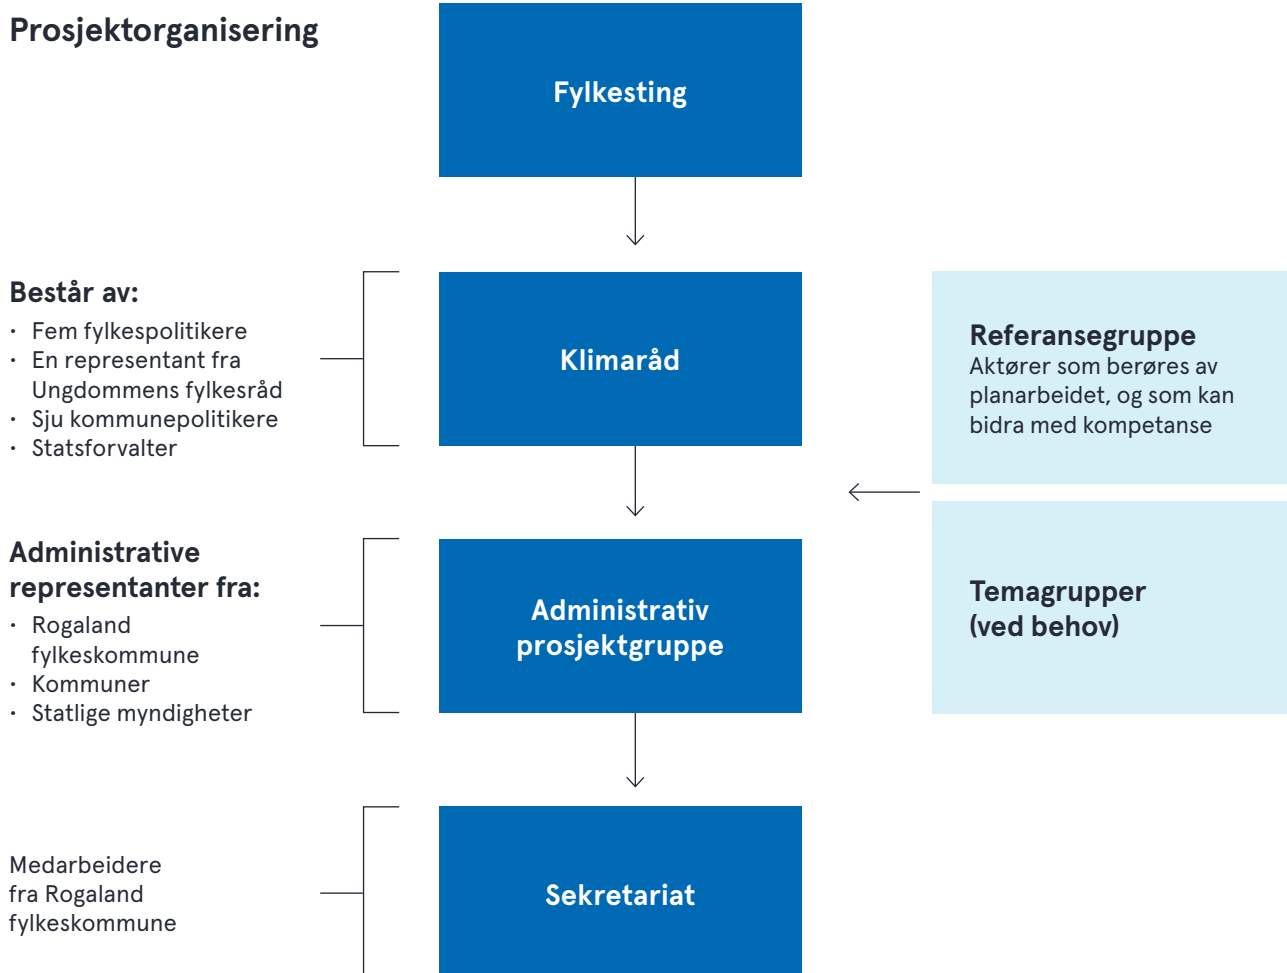 Prosjektorganisering
Fylkesting
Består av:
· Fem fylkespolitikere
· En representant fra
Ungdommens fylkesråd
· Sju kommunepolitikere
· Statsforvalter
Klimaråd
Referansegruppe
Aktører som berøres av
planarbeidet, og som kan
bidra med kompetanse
Administrative
representanter fra:
· Rogaland
fylkeskommune
· Kommuner
· Statlige myndigheter
Administrativ
prosjektgruppe
Temagrupper
(ved behov)
Medarbeidere
fra Rogaland
fylkeskommune
Sekretariat